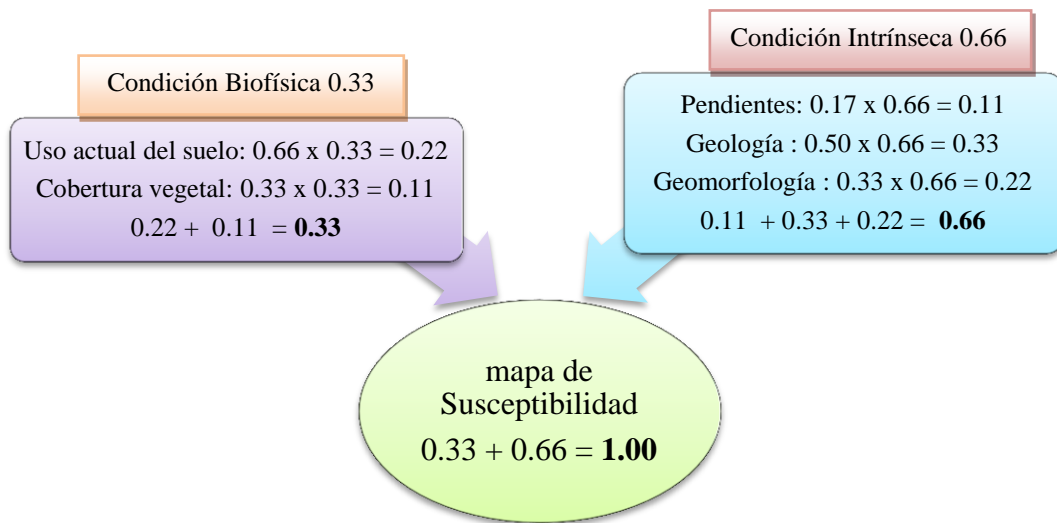 Condición Biofísica 0.33
Uso actual del suelo: 0.66 x 0.33 = 0.22
Cobertura vegetal: 0.33 x 0.33 = 0.11
0.22 + 0.11 = 0.33
Condición Intrínseca 0.66
Pendientes: 0.17 x 0.66 = 0.11
Geología : 0.50 x 0.66 = 0.33
Geomorfología : 0.33 x 0.66 = 0.22
0.11 + 0.33 + 0.22 = 0.66
mapa de
Susceptibilidad
0.33 + 0.66 = 1.00